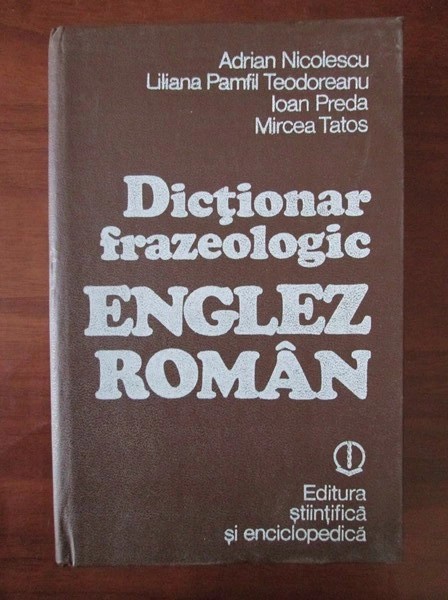 Adrian Nicolescu
Liliana Pamfil Teodoreanu
Ioan Preda
Mircea Tatos
Dicţionar
frazeologic
ENGLEZ
ROMÂN
Editura
ştiinţifică
şi enciclopedică